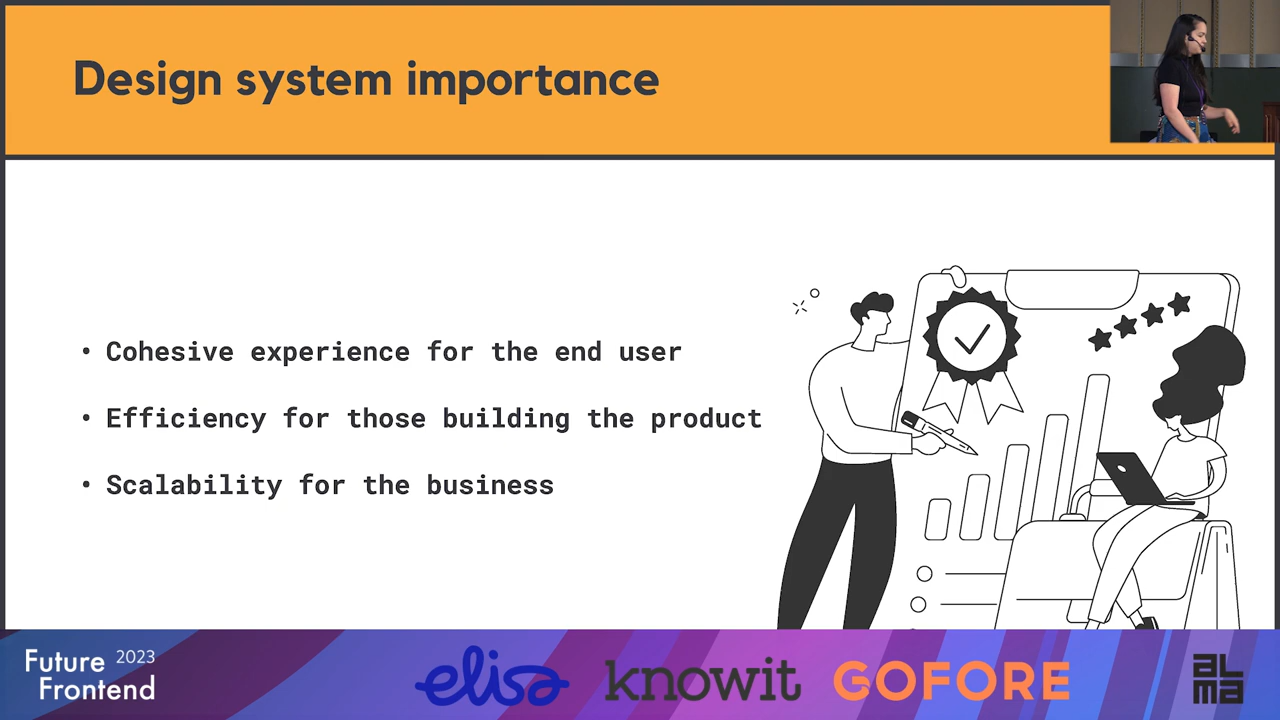 Design system importance
• Cohesive experience for the end user
• Efficiency for those building the product
• Scalability for the business
Future 2023
Frontend
elisa
knowit
GOFORE
aLma